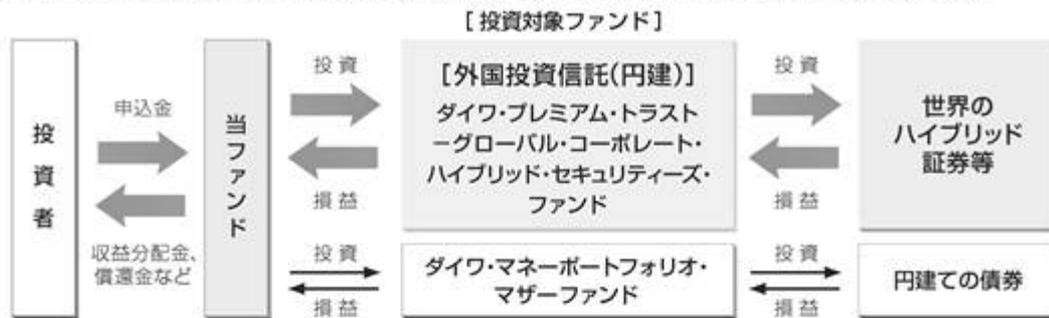 [投資対象ファンド]
投資者
申込金
収益分配金、
償還金など
当ファンド
投資
損益
[外国投資信託(円建)]
ダイワ・プレミアム・トラスト
－グローバル・コーポレート・
ハイブリッド・セキュリティーズ・
ファンド
投資
損益
世界の
ハイブリッド
証券等
投資
損益
ダイワ・マネーポートフォリオ・
マザーファンド
投資
損益
円建ての債券